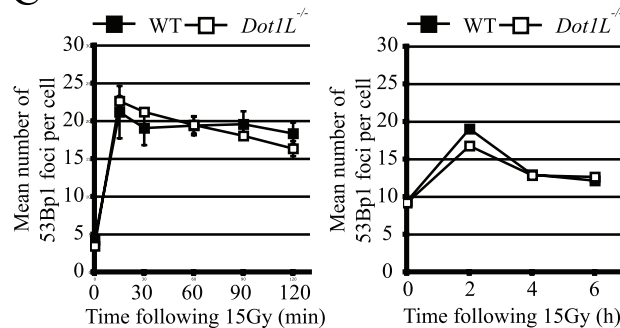 C
WT Dot1L-/-
Mean number of
53Bp1 foci per cell
30
25
20
15
10
5
0
0 30 60 90 120
Time following 15Gy (min)
WT Dot1L-/-
Mean number of
53Bp1 foci per cell
30
25
20
15
10
5
0
0 2 4 6
Time following 15Gy (h)